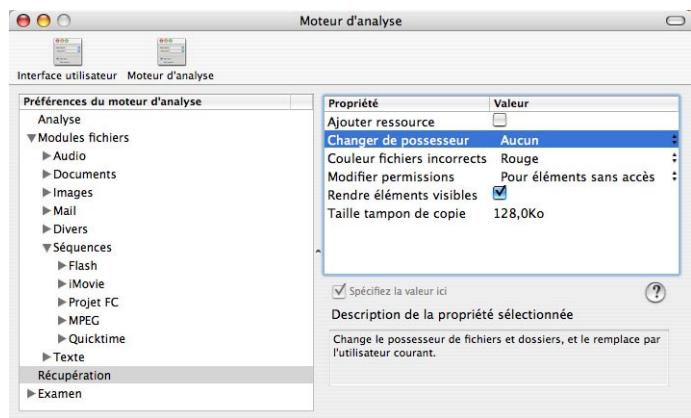 Moteur d'analyse
Interface utilisateur Moteur d'analyse
Préférences du moteur d'analyse
Analyse
Modules fichiers
Audio
Documents
Images
Mail
Divers
Séquences
Flash
iMovie
Projet FC
MPEG
Quicktime
Texte
Récupération
Examen
Propriété Valeur
Ajouter ressource
Changer de possesseur Aucun
Couleur fichiers incorrects Rouge
Modifier permissions Pour éléments sans accès
Rendre éléments visibles
Taille tampon de copie 128,0Ko
Spécifiez la valeur ici
?
Description de la propriété sélectionnée
Change le possesseur de fichiers et dossiers, et le remplace par
l'utilisateur courant.